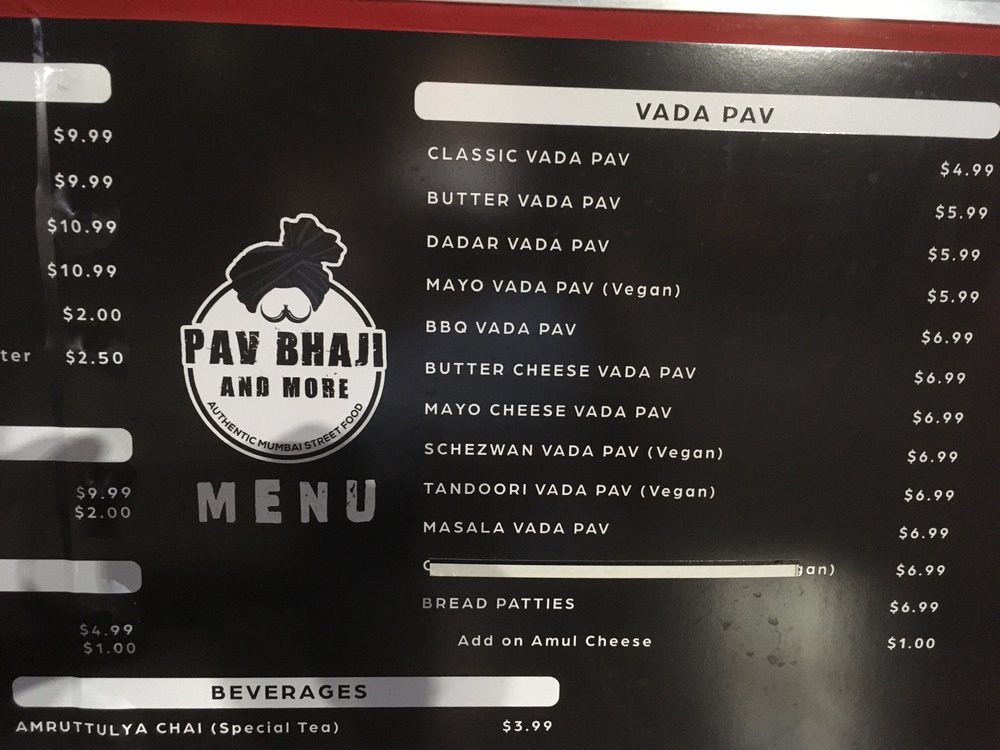 $9.99
$9.99
$10.99
$10.99
$2.00
ter $2.50
$9.99
$2.00
$4.99
$1.00
PAV BHAJI
AND MORE
AUTHENTIC MUMBAI STREET FOOD
MENU
VADA PAV
CLASSIC VADA PAV $4.99
BUTTER VADA PAV $5.99
DADAR VADA PAV $5.99
MAYO VADA PAV (Vegan) $5.99
BBQ VADA PAV $6.99
BUTTER CHEESE VADA PAV $6.99
MAYO CHEESE VADA PAV $6.99
SCHEZWAN VADA PAV (Vegan) $6.99
TANDOORI VADA PAV (Vegan) $6.99
MASALA VADA PAV $6.99
gan) $6.99
BREAD PATTIES $6.99
Add on Amul Cheese $1.00
BEVERAGES
AMRUTTULYA CHAI (Special Tea) $3.99